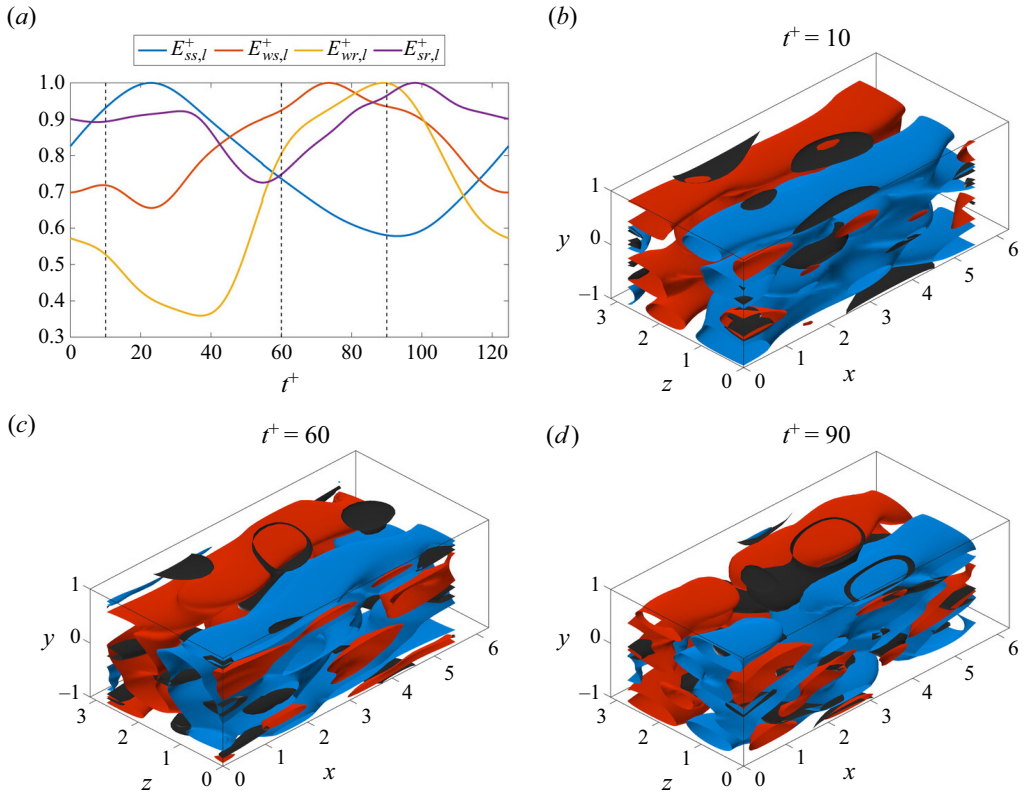 (a)
E⁺ss,l E⁺ws,l E⁺wr,l E⁺sr,l
1.0
0.9
0.8
0.7
0.6
0.5
0.4
0.3
0 20 40 60 80 100 120
t⁺
(b)
t⁺ = 10
1
y 0
−1
3
2
1
0
z
0 1 2 3 4 5 6
x
(c)
t⁺ = 60
1
y 0
−1
3
2
1
0
z
0 1 2 3 4 5 6
x
(d)
t⁺ = 90
1
y 0
−1
3
2
1
0
z
0 1 2 3 4 5 6
x